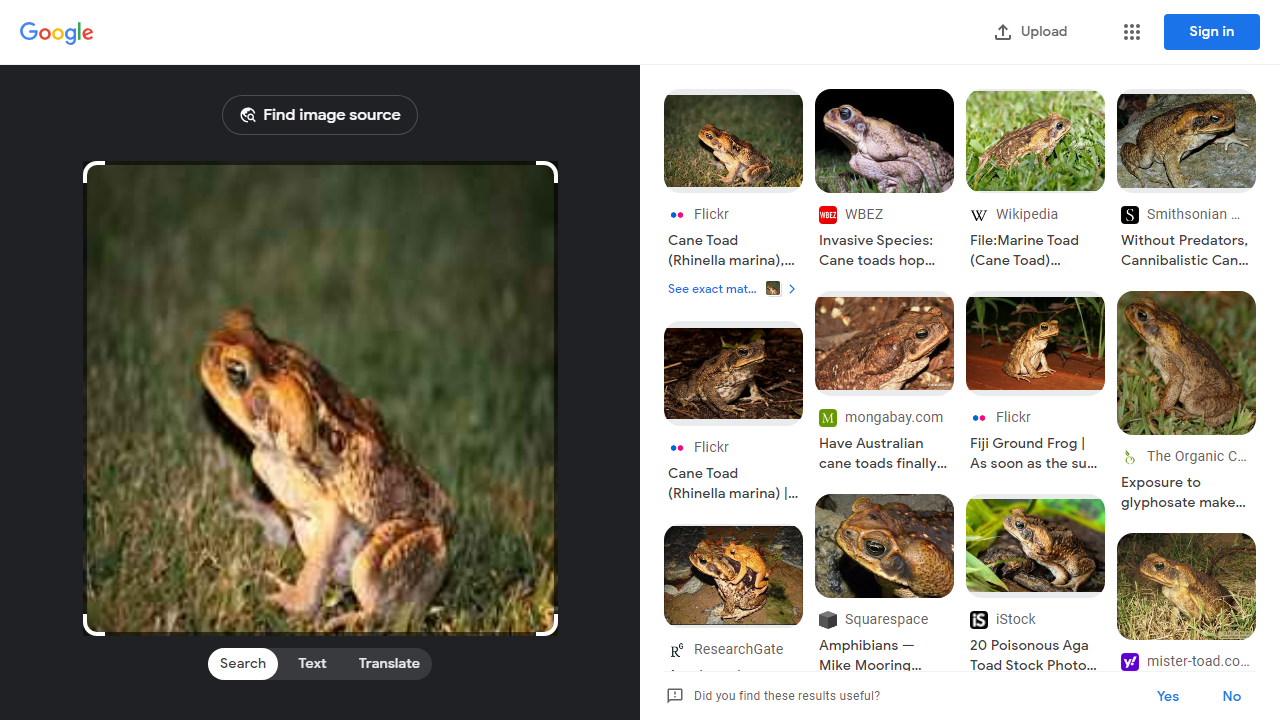 Google
Upload
Sign in
Find image source
Search
Text
Translate
Flickr
Cane Toad
(Rhinella marina),...
See exact mat...
WBEZ
WBEZ
Invasive Species:
Cane toads hop...
W
Wikipedia
File:Marine Toad
(Cane Toad)...
S
Smithsonian ...
Without Predators,
Cannibalistic Can...
Flickr
Cane Toad
(Rhinella marina) |...
M
mongabay.com
Have Australian
cane toads finally...
Flickr
Fiji Ground Frog |
As soon as the su...
The Organic C...
Exposure to
glyphosate make...
RG
ResearchGate
Squarespace
Amphibians —
Mike Mooring...
iS
iStock
20 Poisonous Aga
Toad Stock Photo...
y!
mister-toad.co...
Did you find these results useful?
Yes
No